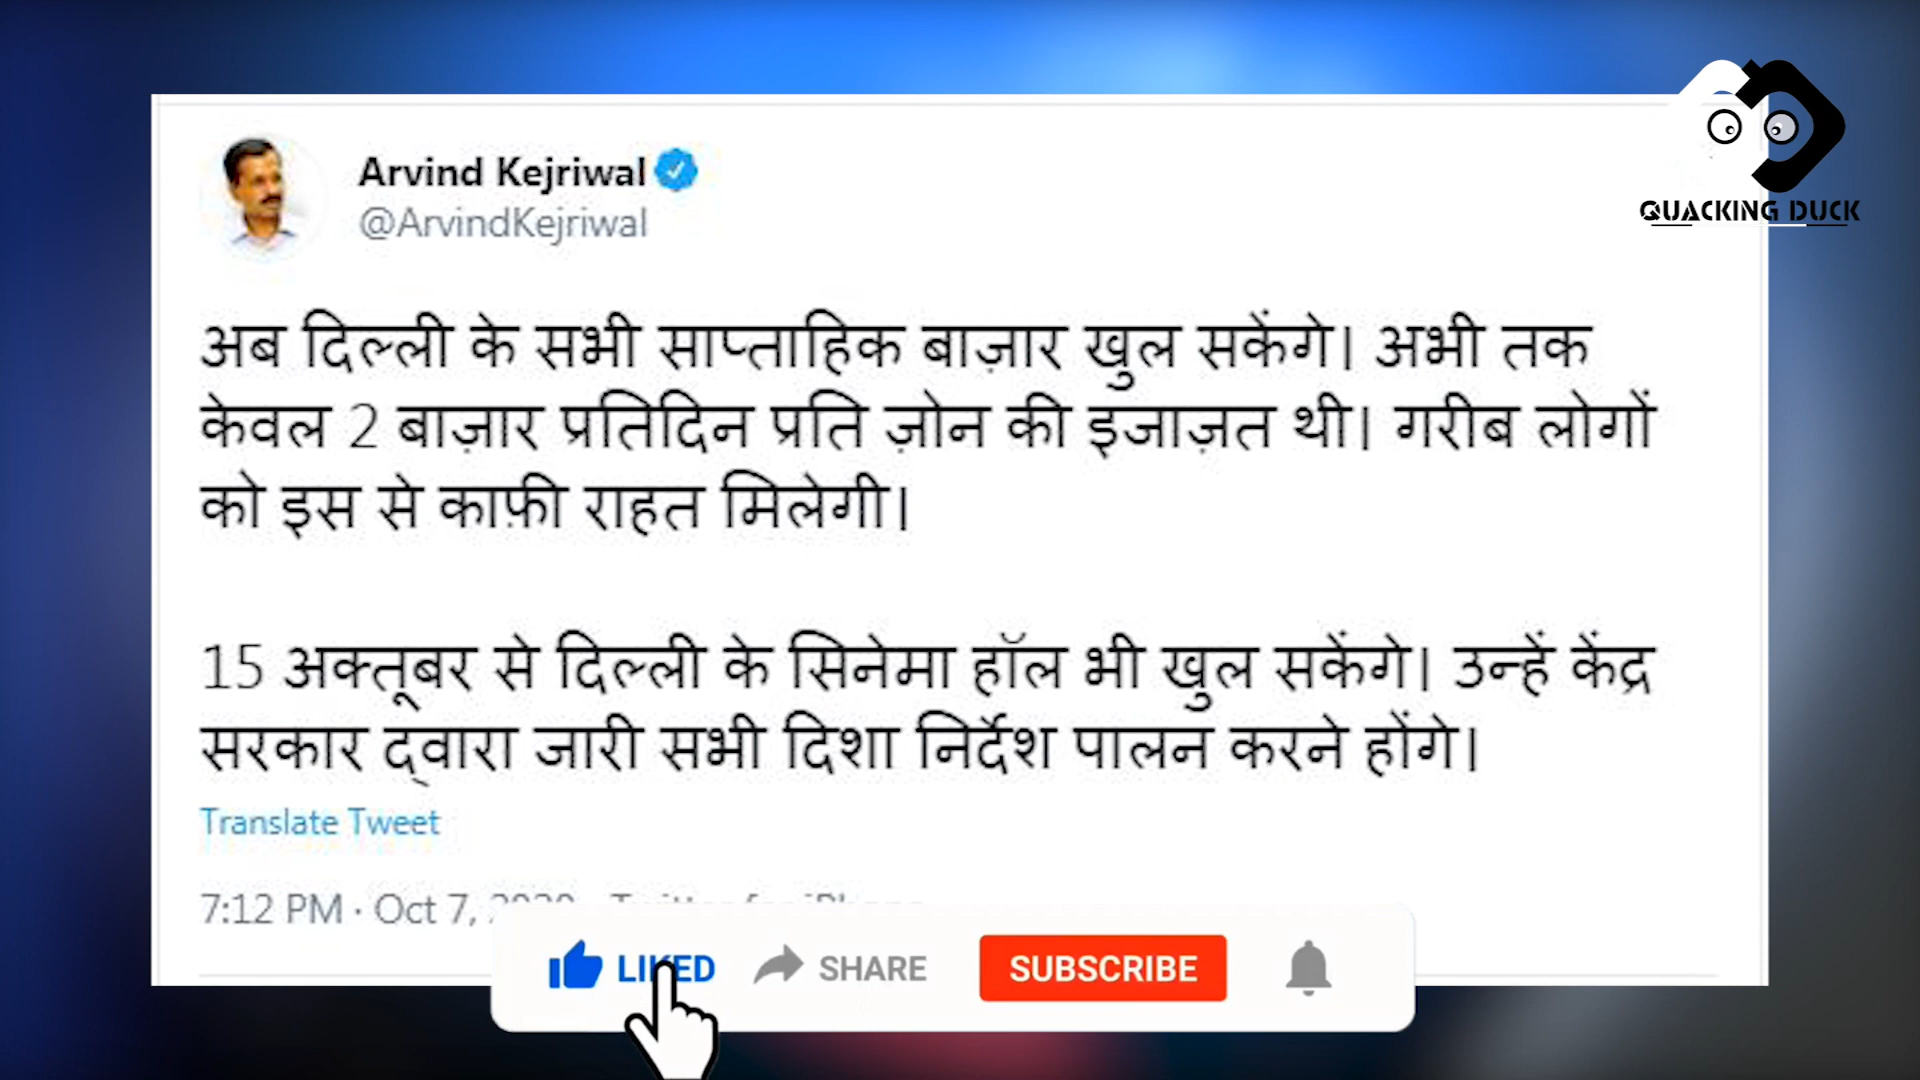 Arvind Kejriwal
@ArvindKejriwal
QUACKING DUCK
अब दिल्ली के सभी साप्ताहिक बाज़ार खुल सकेंगे। अभी तक
केवल 2 बाज़ार प्रतिदिन प्रति ज़ोन की इजाज़त थी। गरीब लोगों
को इस से काफ़ी राहत मिलेगी।
15 अक्तूबर से दिल्ली के सिनेमा हॉल भी खुल सकेंगे। उन्हें केंद्र
सरकार द्वारा जारी सभी दिशा निर्देश पालन करने होंगे।
Translate Tweet
7:12 PM · Oct 7,
LIKED SHARE SUBSCRIBE